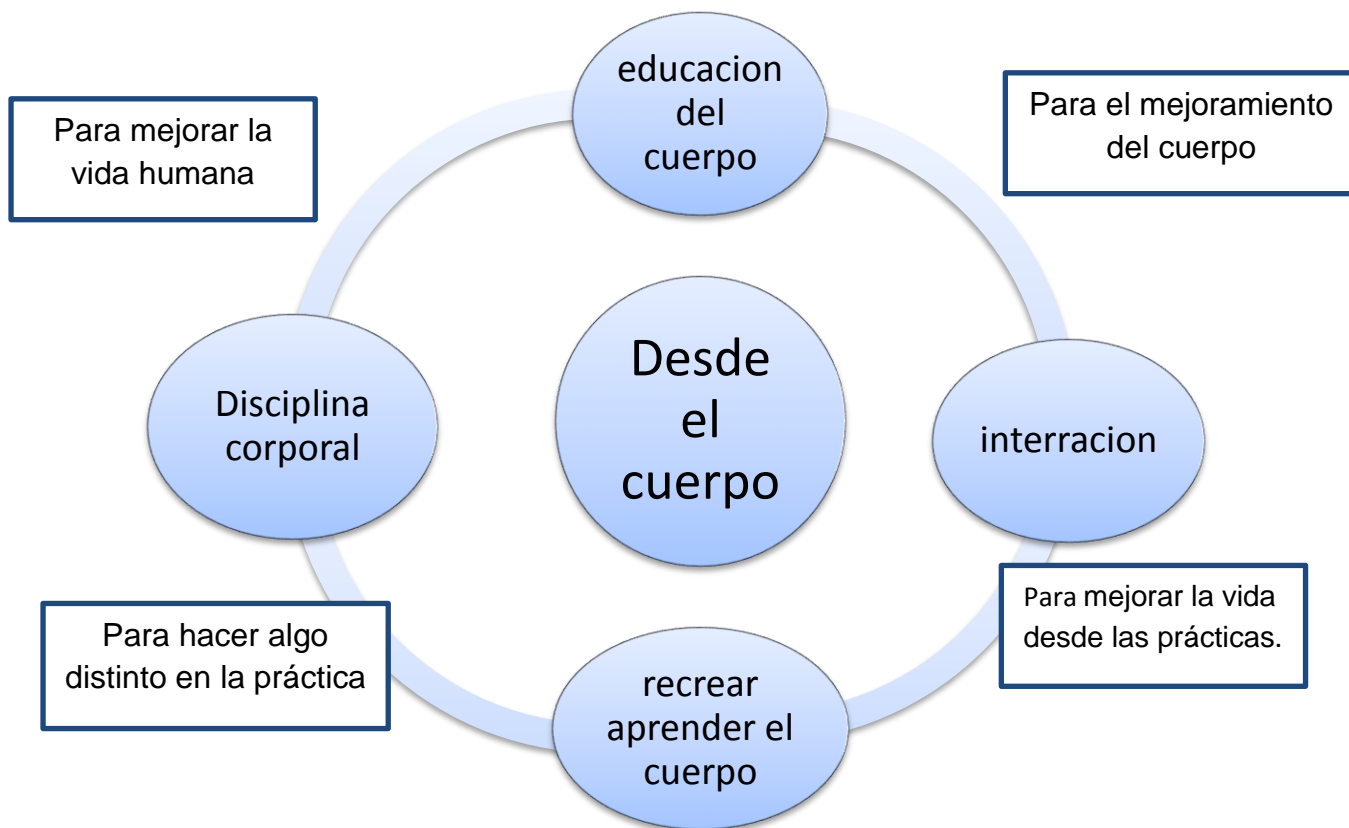 educacion
del
cuerpo
Para mejorar la
vida humana
Para el mejoramiento
del cuerpo
Desde
el
cuerpo
Disciplina
corporal
interracion
Para hacer algo
distinto en la práctica
Para mejorar la vida
desde las prácticas.
recrear
aprender el
cuerpo